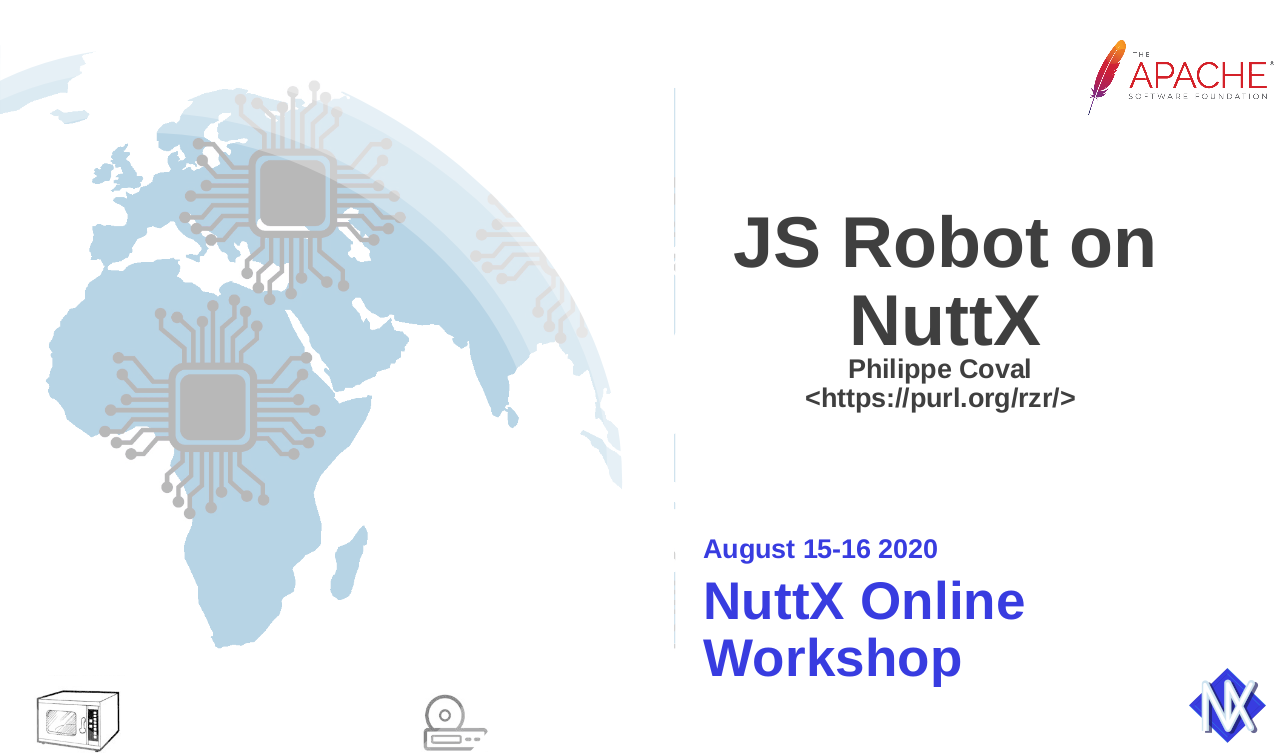 THE
APACHE
SOFTWARE FOUNDATION
JS Robot on
NuttX
Philippe Coval
<https://purl.org/rzr/>
August 15-16 2020
NuttX Online
Workshop
NX